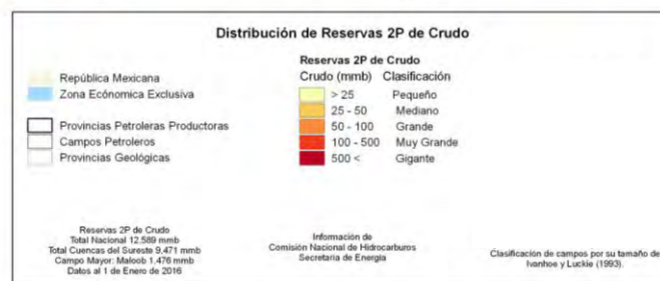 Distribución de Reservas 2P de Crudo
República Mexicana
Zona Ecónomica Exclusiva
Provincias Petroleras Productoras
Campos Petroleros
Provincias Geológicas
Reservas 2P de Crudo
Crudo (mmb) Clasificación
> 25 Pequeño
25 - 50 Mediano
50 - 100 Grande
100 - 500 Muy Grande
500 < Gigante
Reservas 2P de Crudo
Total Nacional 12,589 mmb
Total Cuencas del Sureste 9,471 mmb
Campo Mayor: Maloob 1,476 mmb
Datos al 1 de Enero de 2016
Información de
Comisión Nacional de Hidrocarburos
Secretaria de Energía
Clasificación de campos por su tamaño de
Ivanhoe y Luckie (1993).